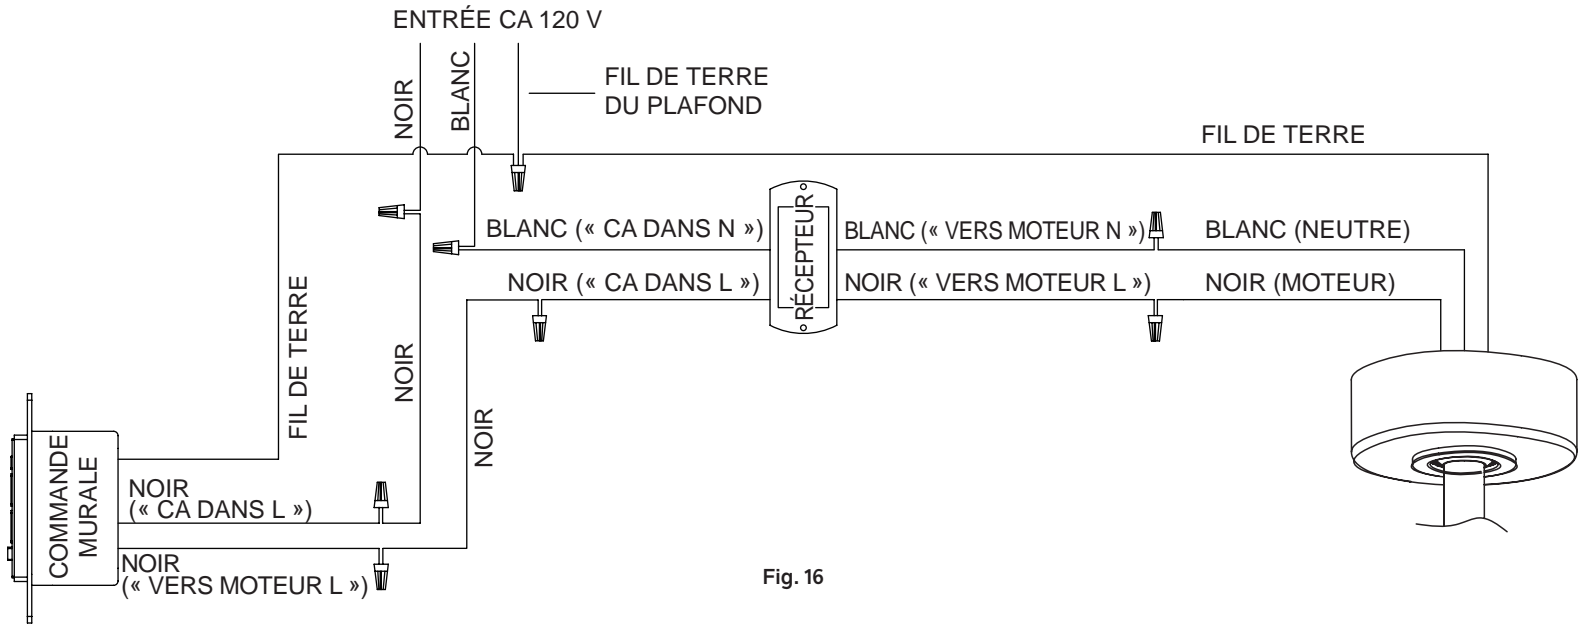 ENTRÉE CA 120 V
NOIR
BLANC
FIL DE TERRE
DU PLAFOND
FIL DE TERRE
BLANC (« CA DANS N »)
RÉCEPTEUR
BLANC (« VERS MOTEUR N »)
BLANC (NEUTRE)
NOIR (« CA DANS L »)
NOIR (« VERS MOTEUR L »)
NOIR (MOTEUR)
FIL DE TERRE
NOIR
NOIR
COMMANDE
MURALE
NOIR
(« CA DANS L »)
NOIR
(« VERS MOTEUR L »)
Fig. 16